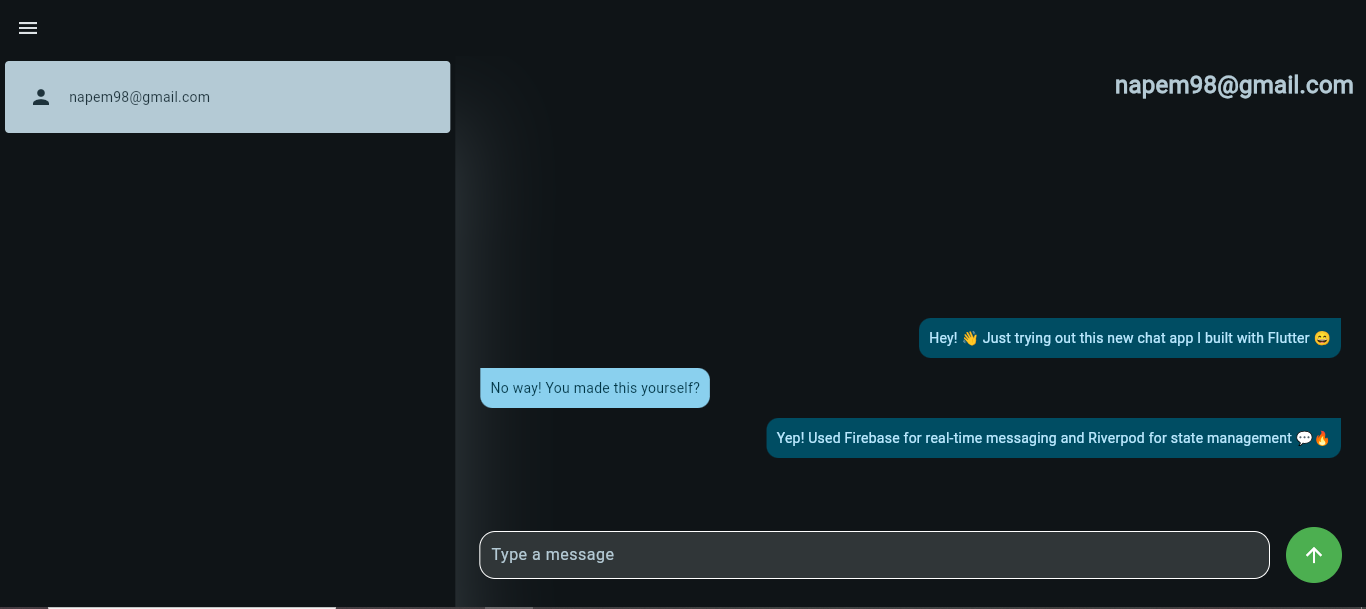 napem98@gmail.com
napem98@gmail.com
Hey! 👋 Just trying out this new chat app I built with Flutter 😄
No way! You made this yourself?
Yep! Used Firebase for real-time messaging and Riverpod for state management 💬🔥
Type a message